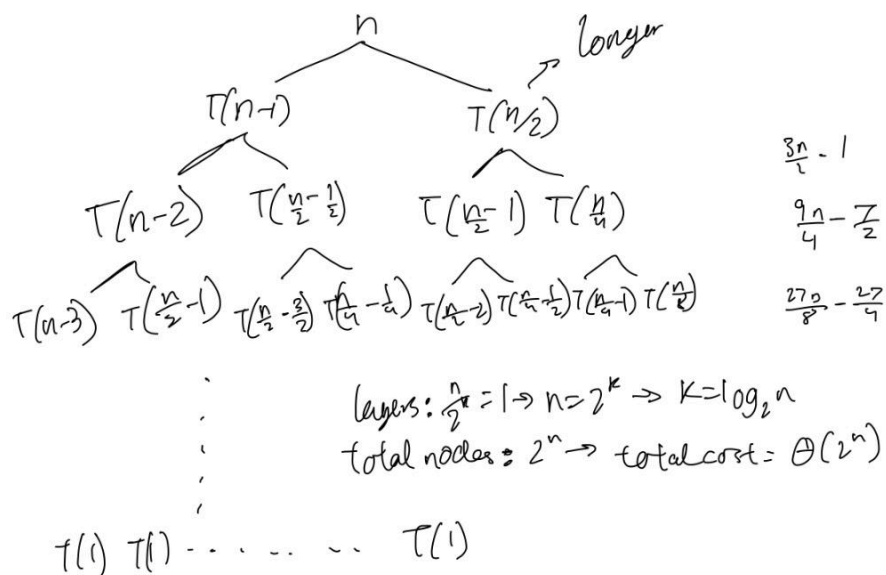 n
longer
T(n-1) T(n/2)
3n/2 - 1
T(n-2) T(n/2 - 1/2) T(n/2 - 1) T(n/4)
9n/4 - 7/2
T(n-3) T(n/2 - 1) T(n/2 - 3/2) T(n/4 - 1/4) T(n/2 - 2) T(n/4 - 1/2) T(n/4 - 1) T(n/8)
27n/8 - 27/4
layers: n/2^k = 1 → n = 2^k → K = log₂n
total nodes: 2^n → total cost = Θ(2^n)
T(1) T(1) - . . . . . - - T(1)